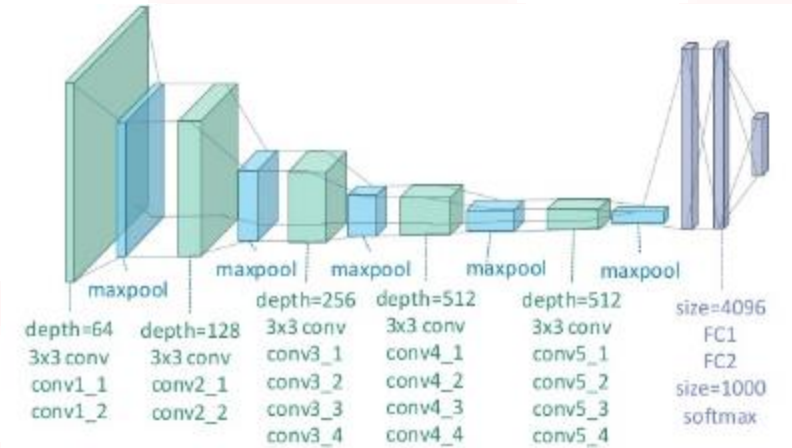 maxpool
maxpool
maxpool
maxpool
maxpool
depth=64
3x3 conv
conv1_1
conv1_2
depth=128
3x3 conv
conv2_1
conv2_2
depth=256
3x3 conv
conv3_1
conv3_2
conv3_3
conv3_4
depth=512
3x3 conv
conv4_1
conv4_2
conv4_3
conv4_4
depth=512
3x3 conv
conv5_1
conv5_2
conv5_3
conv5_4
size=4096
FC1
FC2
size=1000
softmax